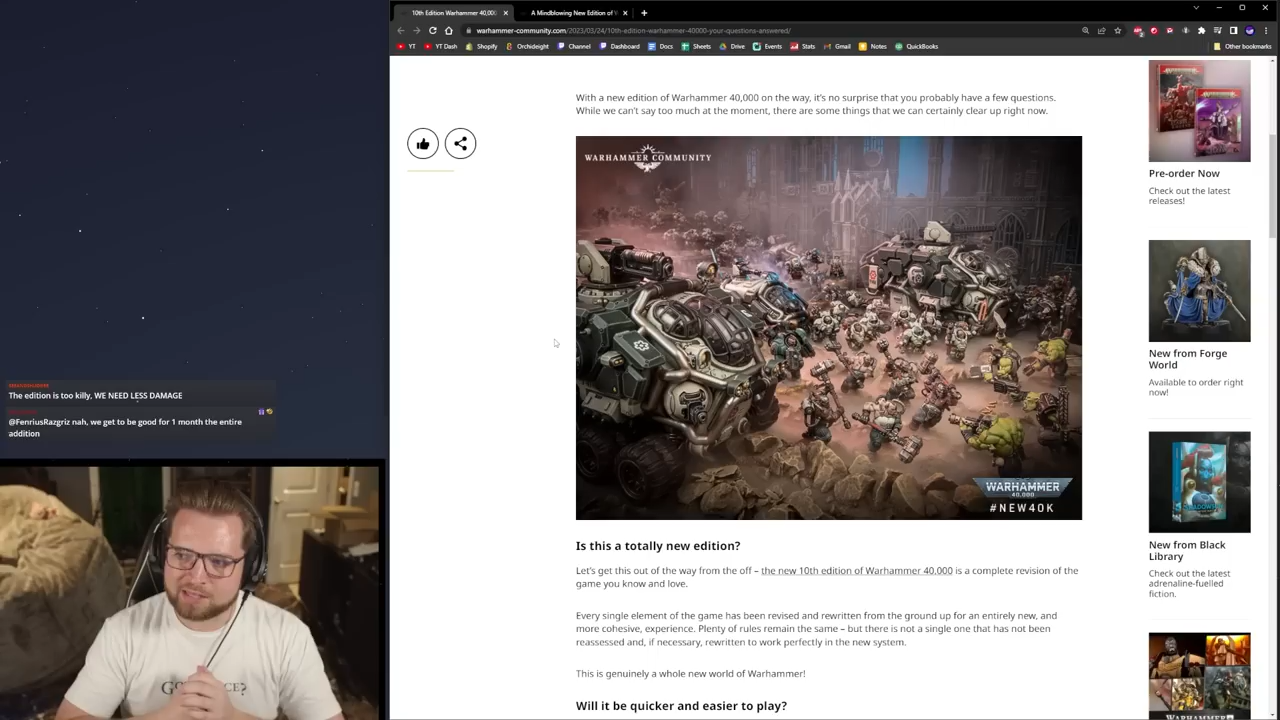 10th Edition Warhammer 40,000
A Mindblowing New Edition of
warhammer-community.com/2023/03/24/10th-edition-warhammer-40000-your-questions-answered/
YT
YT Dash
Shopify
Orchideight
Channel
Dashboard
Docs
Sheets
Drive
Events
Stats
Gmail
Notes
QuickBooks
Other bookmarks
With a new edition of Warhammer 40,000 on the way, it's no surprise that you probably have a few questions.
While we can't say too much at the moment, there are some things that we can certainly clear up right now.
WARHAMMER COMMUNITY
WARHAMMER
40,000
#NEW40K
Is this a totally new edition?
Let's get this out of the way from the off – the new 10th edition of Warhammer 40,000 is a complete revision of the
game you know and love.
Every single element of the game has been revised and rewritten from the ground up for an entirely new, and
more cohesive, experience. Plenty of rules remain the same – but there is not a single one that has not been
reassessed and, if necessary, rewritten to work perfectly in the new system.
This is genuinely a whole new world of Warhammer!
Will it be quicker and easier to play?
Pre-order Now
Check out the latest
releases!
New from Forge
World
Available to order right
now!
New from Black
Library
Check out the latest
adrenaline-fuelled
fiction.
WARHAMMER
The edition is too killy, WE NEED LESS DAMAGE
@FenriusRazgriz nah, we get to be good for 1 month the entire
addition